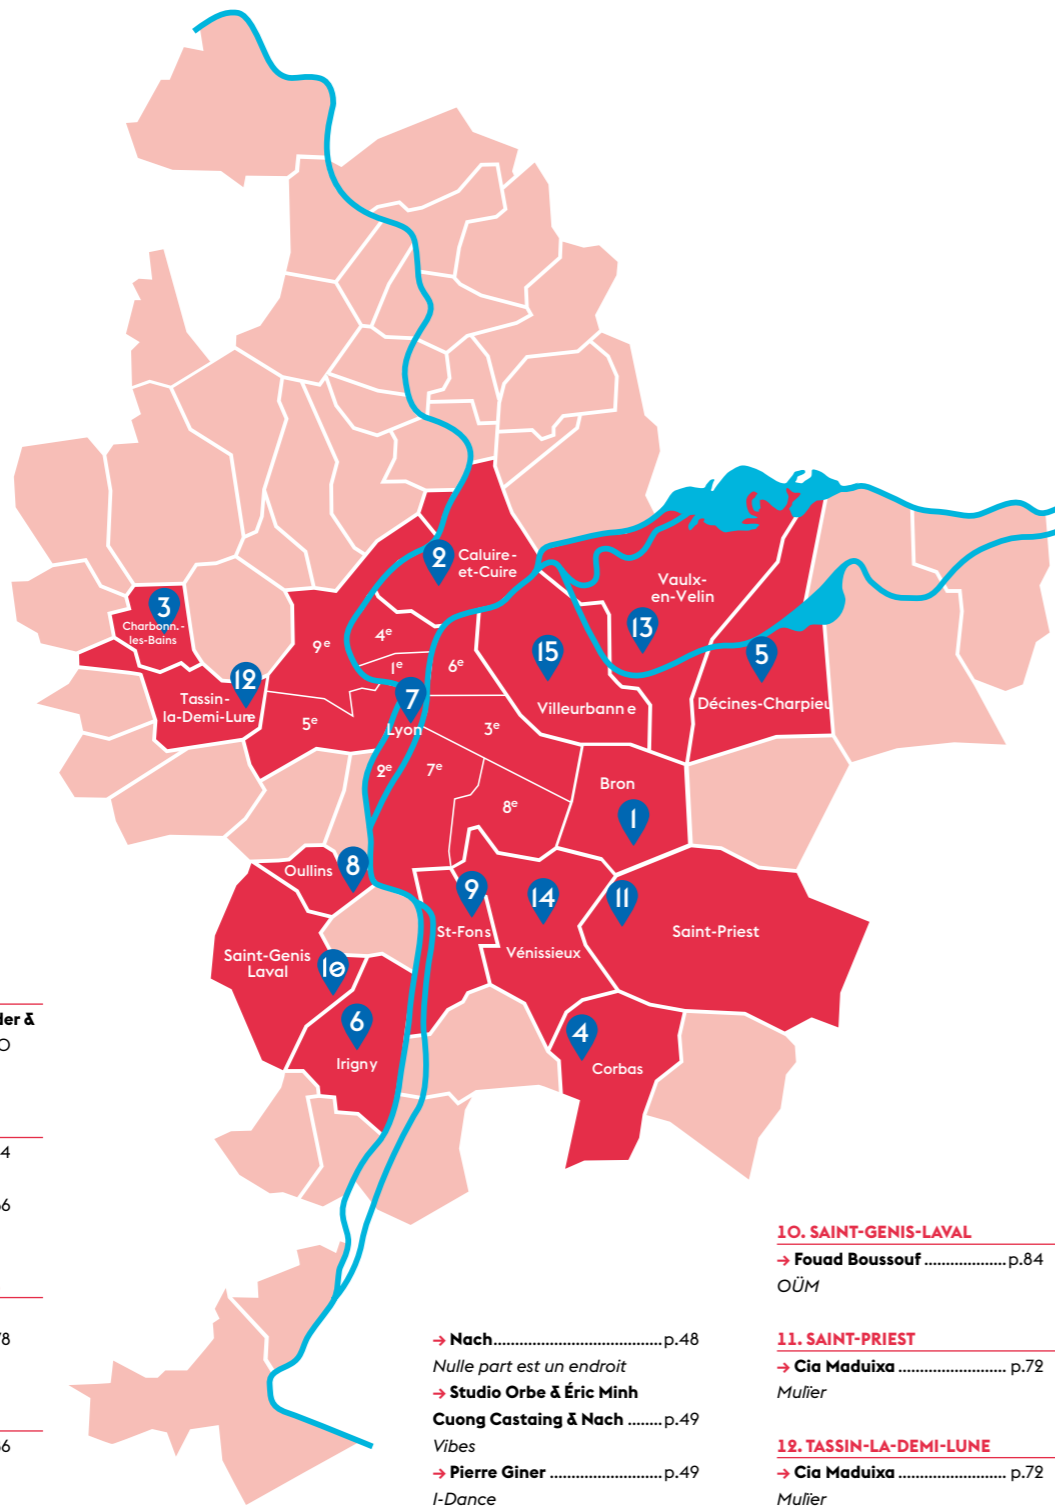 2
Caluire-
et-Cuire
3
Charbonn.-
les-Bains
Vaulx-
en-Velin
13
4e
9e
1e
6e
15
5
12
Tassin-
la-Demi-Lune
7
Villeurbanne
Décines-Charpieu
5e
Lyon
3e
2e
7e
Bron
8e
1
Oullins
8
9
14
11
St-Fons
Saint-Priest
Vénissieux
Saint-Genis
Laval
10
6
4
Irigny
Corbas
der &
O
4
66
78
66
→ Nach.....................................p.48
Nulle part est un endroit
→ Studio Orbe & Éric Minh
Cuong Castaing & Nach ........p.49
Vibes
→ Pierre Giner .........................p.49
I-Dance
10. SAINT-GENIS-LAVAL
→ Fouad Boussouf ..................p.84
OÜM
11. SAINT-PRIEST
→ Cia Maduixa ........................ p.72
Mulïer
12. TASSIN-LA-DEMI-LUNE
→ Cia Maduixa ........................ p.72
Mulïer